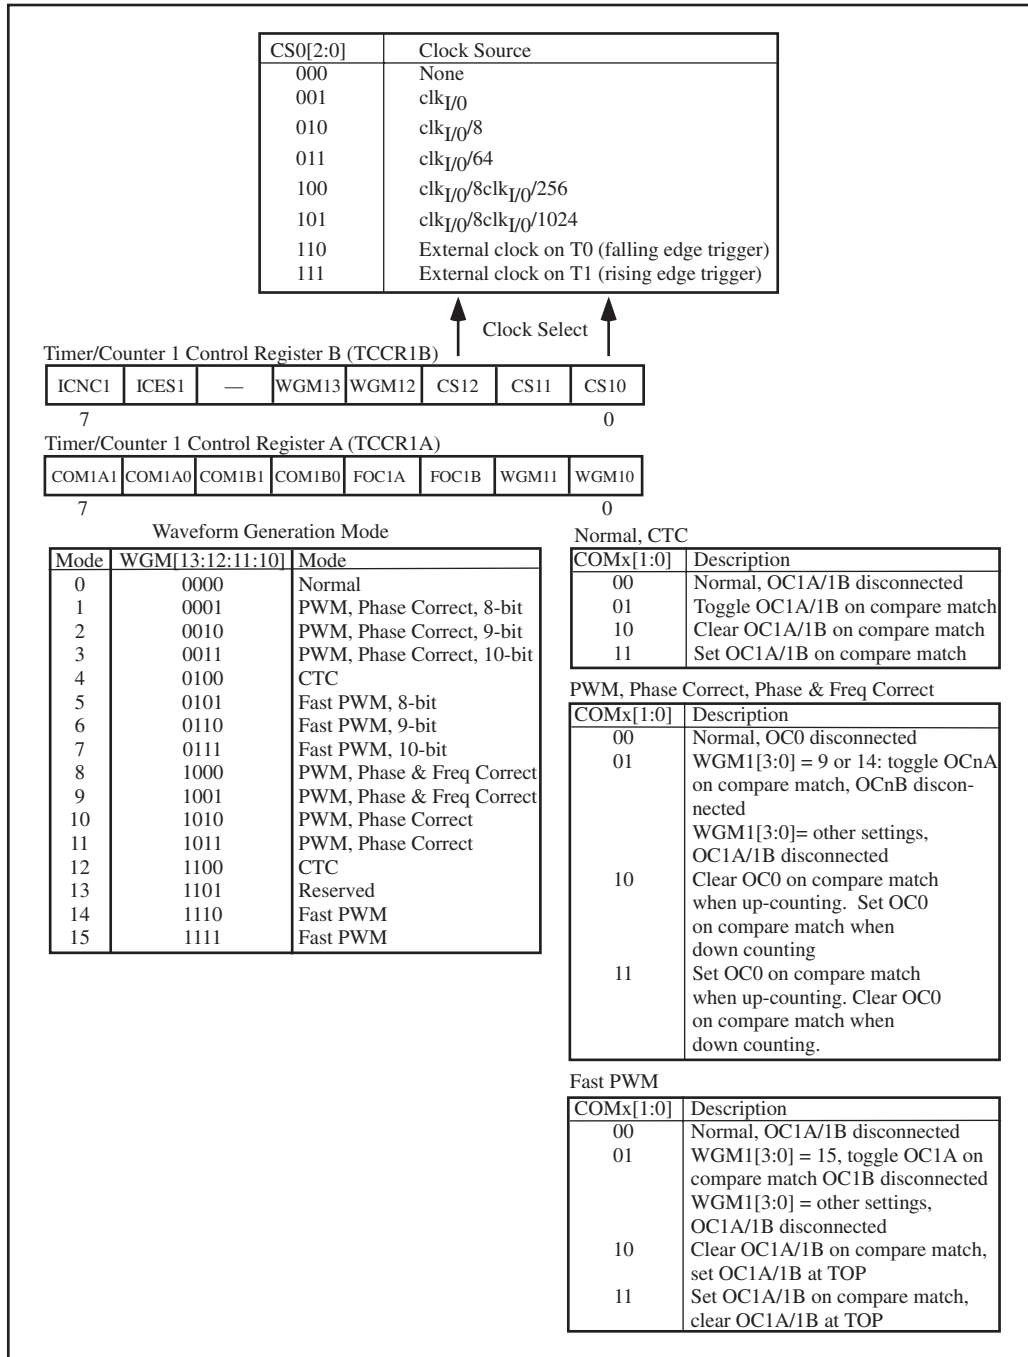 CS0[2:0] Clock Source
000 None
001 clkI/0
010 clkI/0/8
011 clkI/0/64
100 clkI/0/8clkI/0/256
101 clkI/0/8clkI/0/1024
110 External clock on T0 (falling edge trigger)
111 External clock on T1 (rising edge trigger)
Clock Select
Timer/Counter 1 Control Register B (TCCR1B)
ICNC1 ICES1 — WGM13 WGM12 CS12 CS11 CS10
7 0
Timer/Counter 1 Control Register A (TCCR1A)
COM1A1 COM1A0 COM1B1 COM1B0 FOC1A FOC1B WGM11 WGM10
7 0
Waveform Generation Mode
Mode WGM[13:12:11:10] Mode
0 0000 Normal
1 0001 PWM, Phase Correct, 8-bit
2 0010 PWM, Phase Correct, 9-bit
3 0011 PWM, Phase Correct, 10-bit
4 0100 CTC
5 0101 Fast PWM, 8-bit
6 0110 Fast PWM, 9-bit
7 0111 Fast PWM, 10-bit
8 1000 PWM, Phase & Freq Correct
9 1001 PWM, Phase & Freq Correct
10 1010 PWM, Phase Correct
11 1011 PWM, Phase Correct
12 1100 CTC
13 1101 Reserved
14 1110 Fast PWM
15 1111 Fast PWM
Normal, CTC
COMx[1:0] Description
00 Normal, OC1A/1B disconnected
01 Toggle OC1A/1B on compare match
10 Clear OC1A/1B on compare match
11 Set OC1A/1B on compare match
PWM, Phase Correct, Phase & Freq Correct
COMx[1:0] Description
00 Normal, OC0 disconnected
01 WGM1[3:0] = 9 or 14: toggle OCnA
on compare match, OCnB discon-
nected
WGM1[3:0]= other settings,
OC1A/1B disconnected
10 Clear OC0 on compare match
when up-counting. Set OC0
on compare match when
down counting
11 Set OC0 on compare match
when up-counting. Clear OC0
on compare match when
down counting.
Fast PWM
COMx[1:0] Description
00 Normal, OC1A/1B disconnected
01 WGM1[3:0] = 15, toggle OC1A on
compare match OC1B disconnected
WGM1[3:0] = other settings,
OC1A/1B disconnected
10 Clear OC1A/1B on compare match,
set OC1A/1B at TOP
11 Set OC1A/1B on compare match,
clear OC1A/1B at TOP